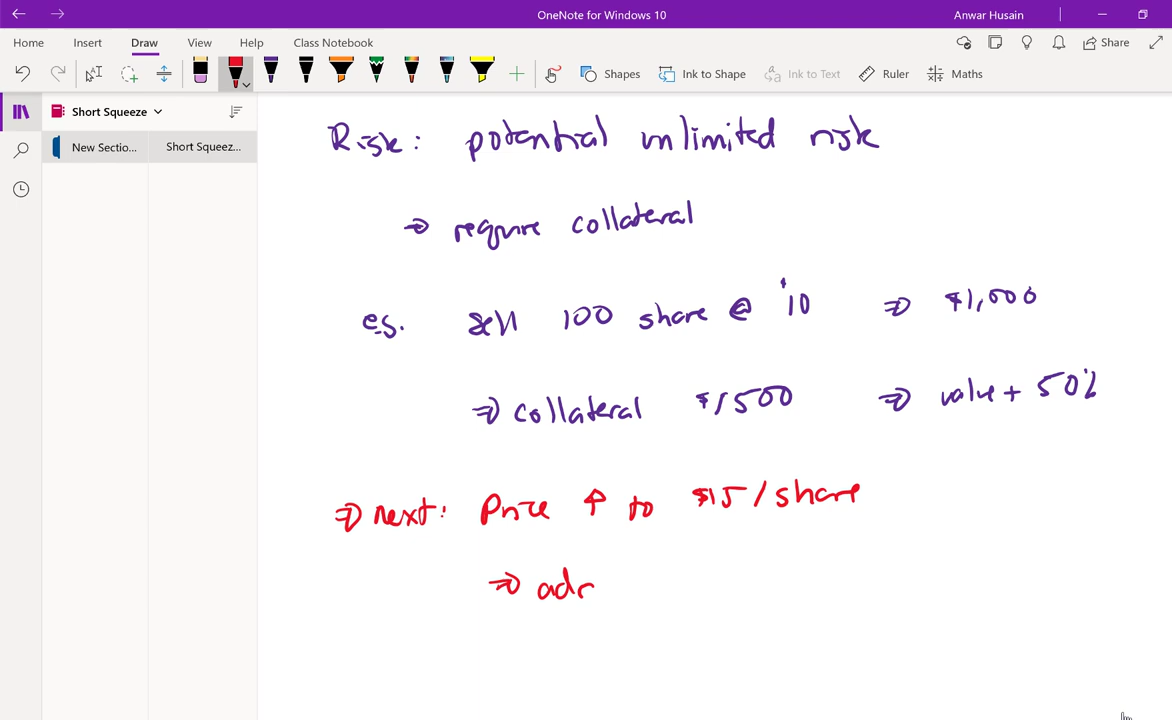 OneNote for Windows 10
Anwar Husain
Home Insert Draw View Help Class Notebook
Share
Shapes Ink to Shape Ink to Text Ruler Maths
Short Squeeze
New Sectio...
Short Squeez...
Risk: potential unlimited risk
⇒ require collateral
e.g. sell 100 share @ $10 ⇒ $1,000
⇒ collateral $1500 ⇒ value + 50%
⇒ next: Price ↑ to $15/share
⇒